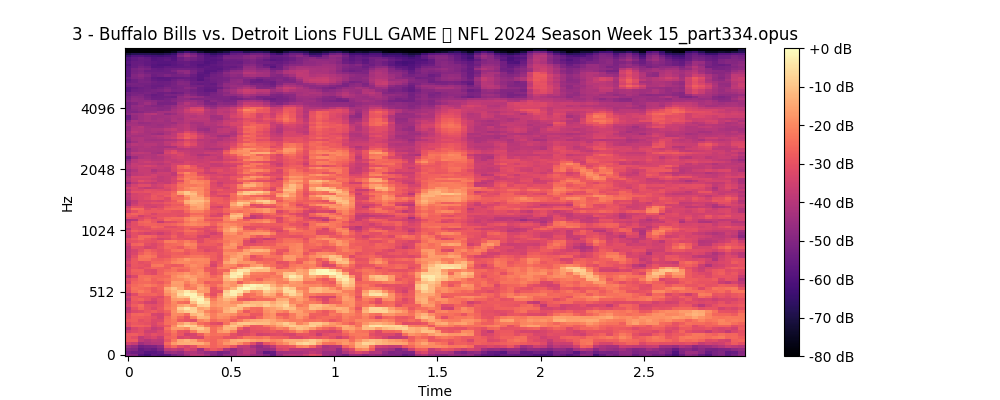 3 - Buffalo Bills vs. Detroit Lions FULL GAME ▯ NFL 2024 Season Week 15_part334.opus
+0 dB
-10 dB
-20 dB
-30 dB
-40 dB
-50 dB
-60 dB
-70 dB
-80 dB
4096
2048
1024
512
0
Hz
0
0.5
1
1.5
2
2.5
Time